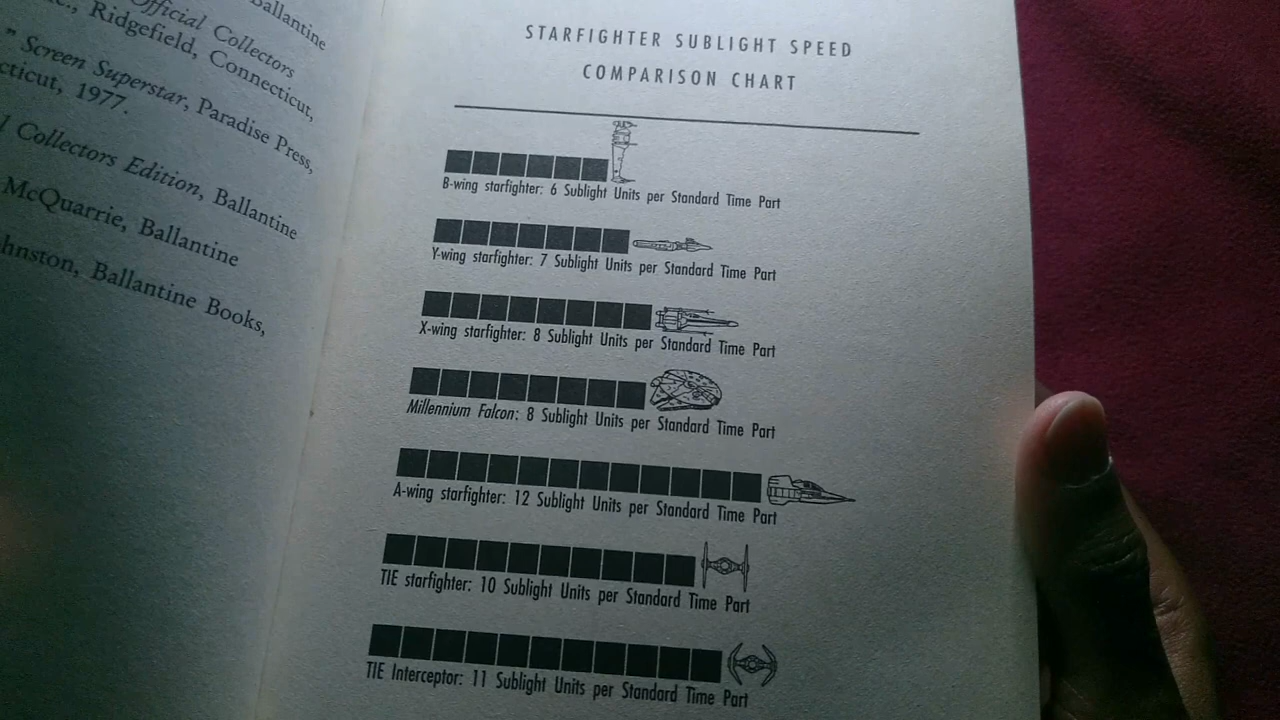 Ballantine
Official Collectors
Ridgefield, Connecticut,
" Screen Superstar, Paradise Press,
cticut, 1977.
l Collectors Edition, Ballantine
McQuarrie, Ballantine
hnston, Ballantine Books,
STARFIGHTER SUBLIGHT SPEED
COMPARISON CHART
B-wing starfighter: 6 Sublight Units per Standard Time Part
Y-wing starfighter: 7 Sublight Units per Standard Time Part
X-wing starfighter: 8 Sublight Units per Standard Time Part
Millennium Falcon: 8 Sublight Units per Standard Time Part
A-wing starfighter: 12 Sublight Units per Standard Time Part
TIE starfighter: 10 Sublight Units per Standard Time Part
TIE Interceptor: 11 Sublight Units per Standard Time Part